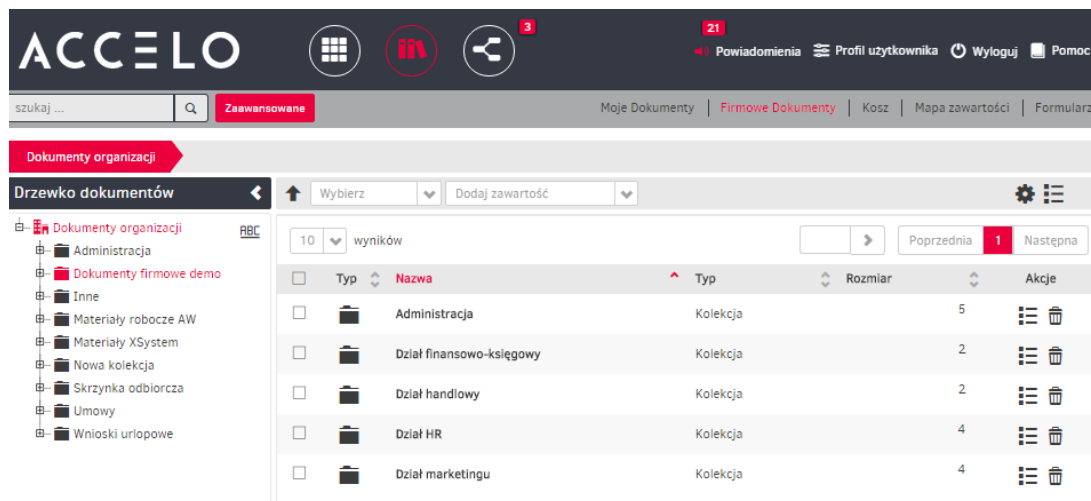 ACCELO
3
21
Powiadomienia
Profil użytkownika
Wyloguj
Pomoc
szukaj ...
Zaawansowane
Moje Dokumenty | Firmowe Dokumenty | Kosz | Mapa zawartości | Formularz
Dokumenty organizacji
Drzewko dokumentów
Dokumenty organizacji
ABC
Administracja
Dokumenty firmowe demo
Inne
Materiały robocze AW
Materiały XSystem
Nowa kolekcja
Skrzynka odbiorcza
Umowy
Wnioski urlopowe
Wybierz
Dodaj zawartość
10 wyników
Poprzednia 1 Następna
Typ Nazwa Typ Rozmiar Akcje
Administracja Kolekcja 5
Dział finansowo-księgowy Kolekcja 2
Dział handlowy Kolekcja 2
Dział HR Kolekcja 4
Dział marketingu Kolekcja 4